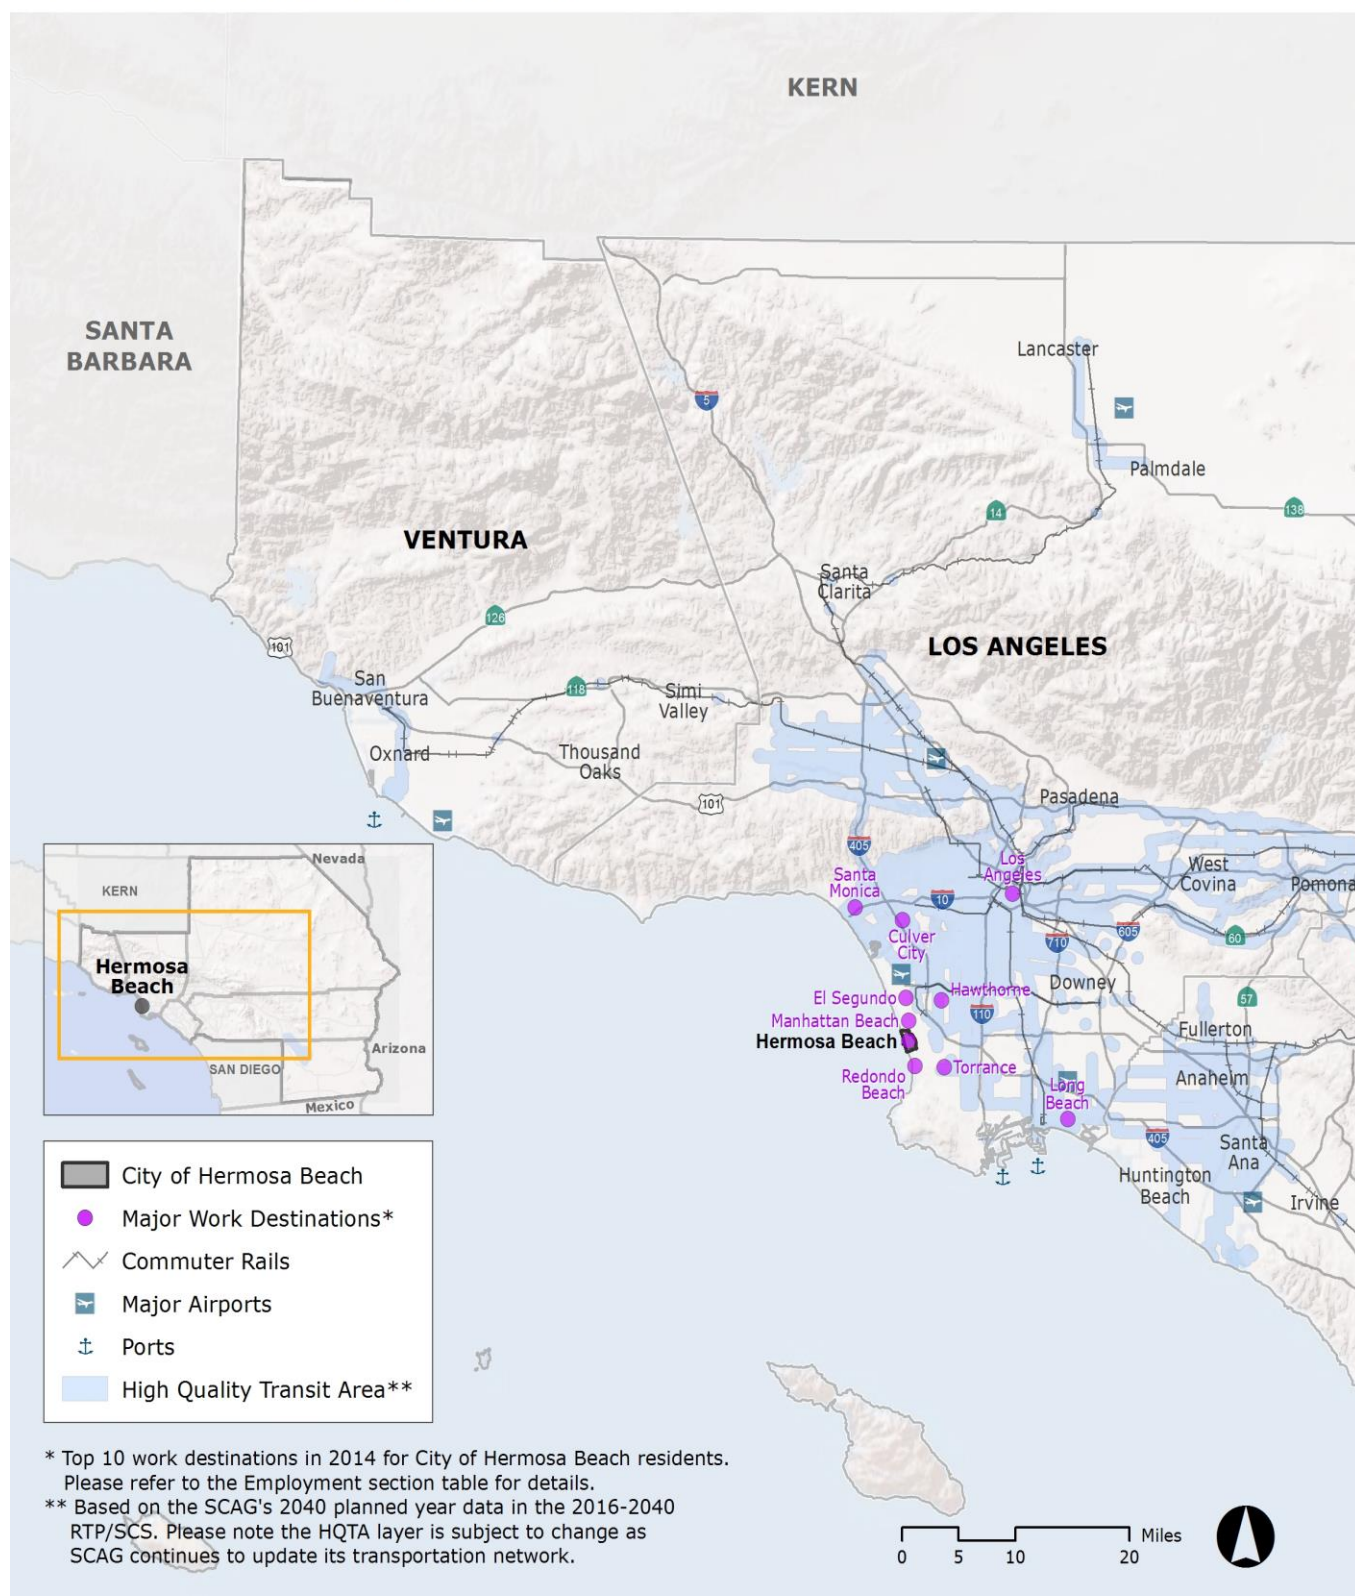 KERN
SANTA
BARBARA
Lancaster
5
Palmdale
14
138
VENTURA
Santa
Clarita
126
LOS ANGELES
101
San
Buenaventura
118
Simi
Valley
Oxnard
Thousand
Oaks
101
Pasadena
405
Los
Angeles
West
Covina
Santa
Monica
Pomona
10
Culver
City
710
605
60
Downey
El Segundo
Hawthorne
57
Manhattan Beach
110
Fullerton
Hermosa Beach
Redondo
Beach
Torrance
Anaheim
Long
Beach
405
Santa
Ana
Huntington
Beach
Irvine
Nevada
KERN
Hermosa
Beach
Arizona
SAN DIEGO
Mexico
City of Hermosa Beach
Major Work Destinations*
Commuter Rails
Major Airports
Ports
High Quality Transit Area**
* Top 10 work destinations in 2014 for City of Hermosa Beach residents.
Please refer to the Employment section table for details.
** Based on the SCAG's 2040 planned year data in the 2016-2040
RTP/SCS. Please note the HQTA layer is subject to change as
SCAG continues to update its transportation network.
Miles
0 5 10 20